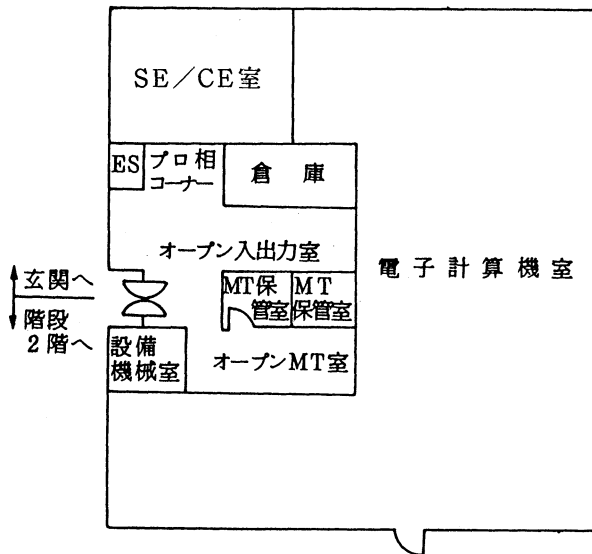 SE／CE室
ES
プロ相
コーナー
倉庫
オープン入出力室
電子計算機室
玄関へ
階段
2階へ
MT保
管室
MT
保管室
設備
機械室
オープンMT室